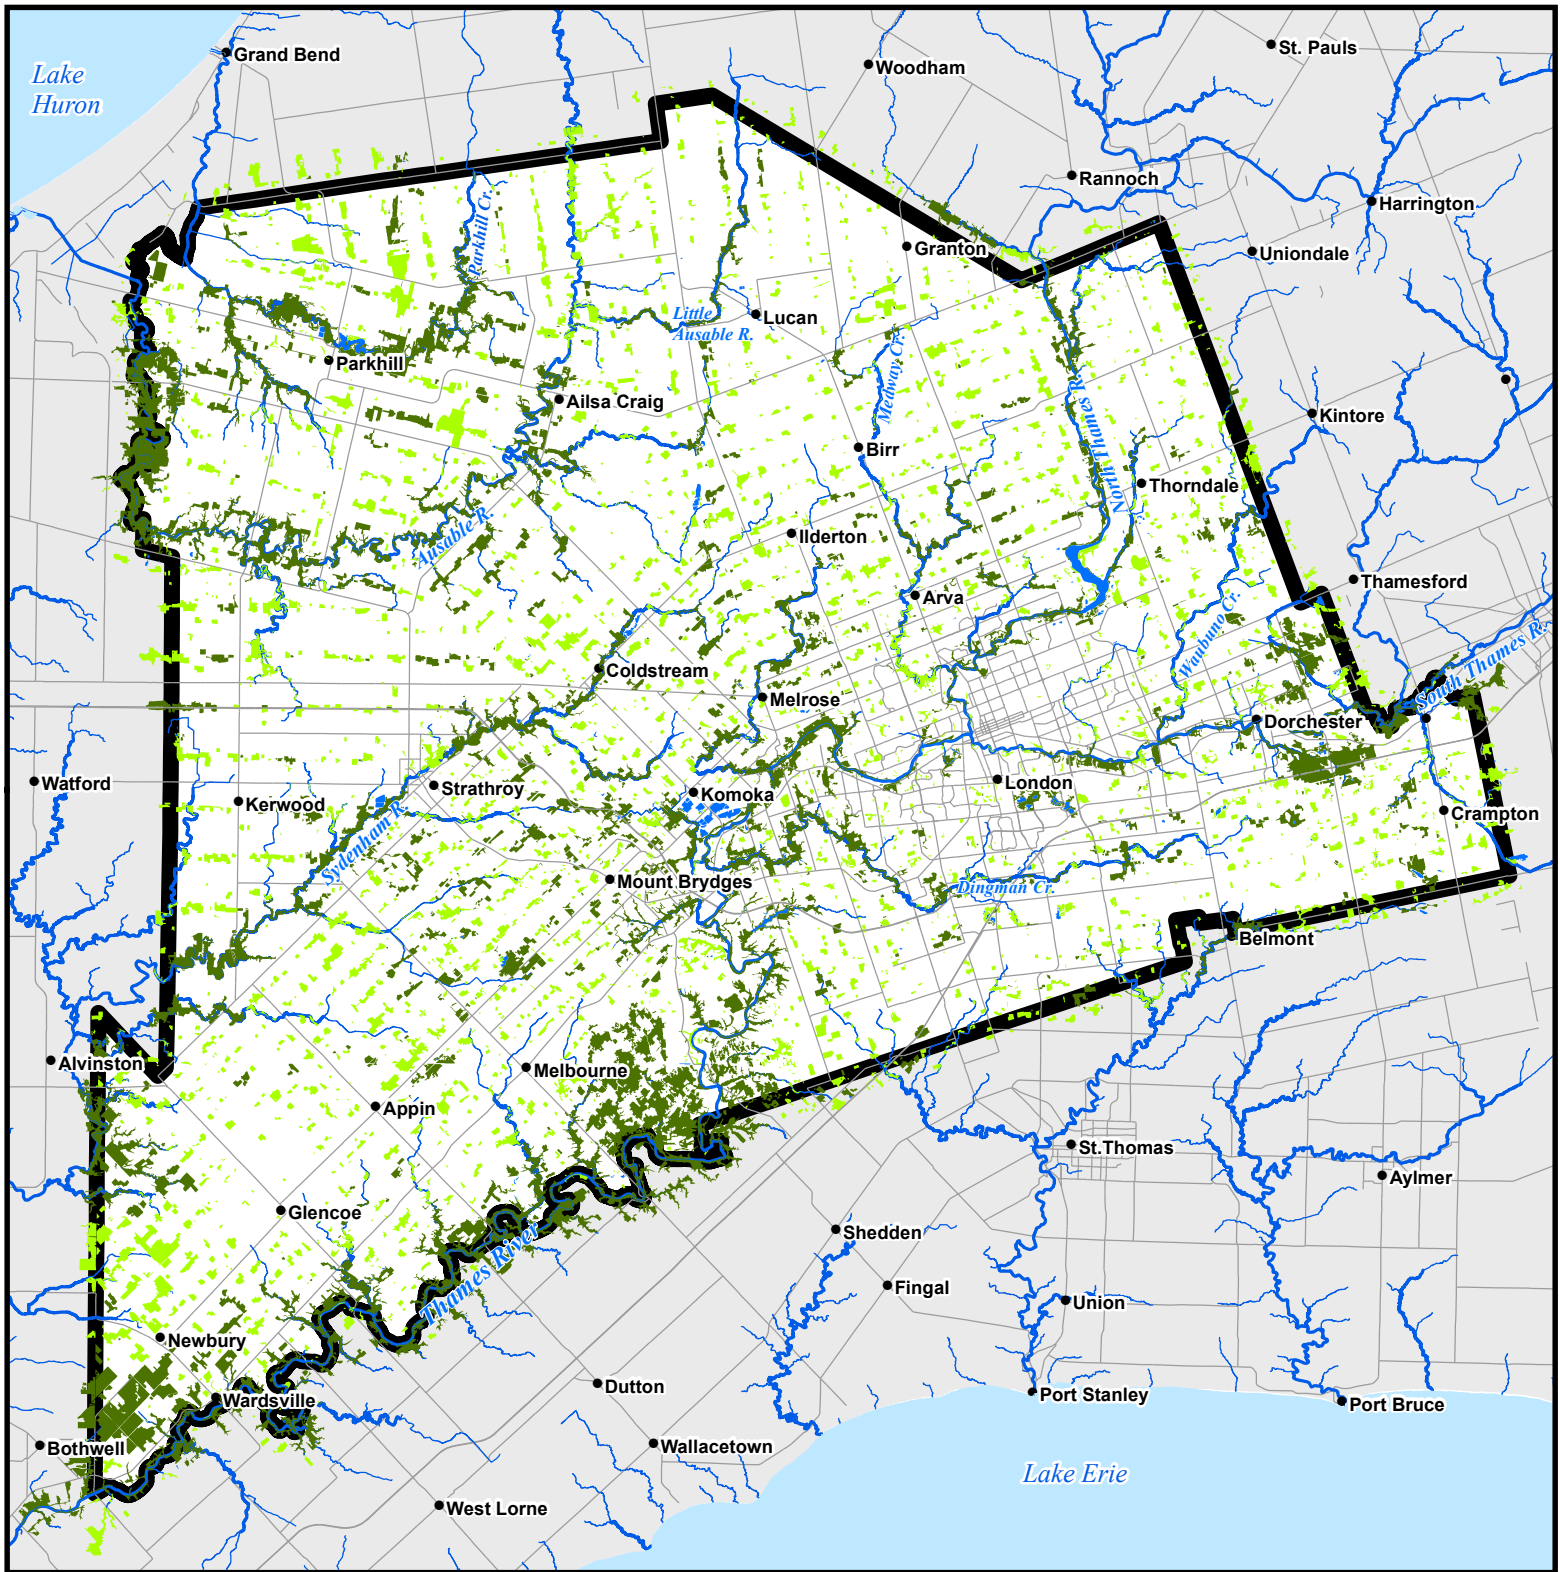 Grand Bend
St. Pauls
Woodham
Lake
Huron
Rannoch
Harrington
Parkhill Cr.
Granton
Uniondale
Little
Ausable R.
Lucan
Parkhill
Medway Cr.
North Thames R.
Ailsa Craig
Kintore
Birr
Thorndale
Ausable R.
Ilderton
Thamesford
Arva
Waubuno Cr.
South Thames R.
Coldstream
Melrose
Dorchester
Watford
Strathroy
London
Kerwood
Komoka
Crampton
Sydenham R.
Mount Brydges
Dingman Cr.
Belmont
Alvinston
Melbourne
Appin
St.Thomas
Aylmer
Glencoe
Shedden
Thames River
Fingal
Union
Newbury
Dutton
Port Stanley
Wardsville
Port Bruce
Bothwell
Wallacetown
Lake Erie
West Lorne